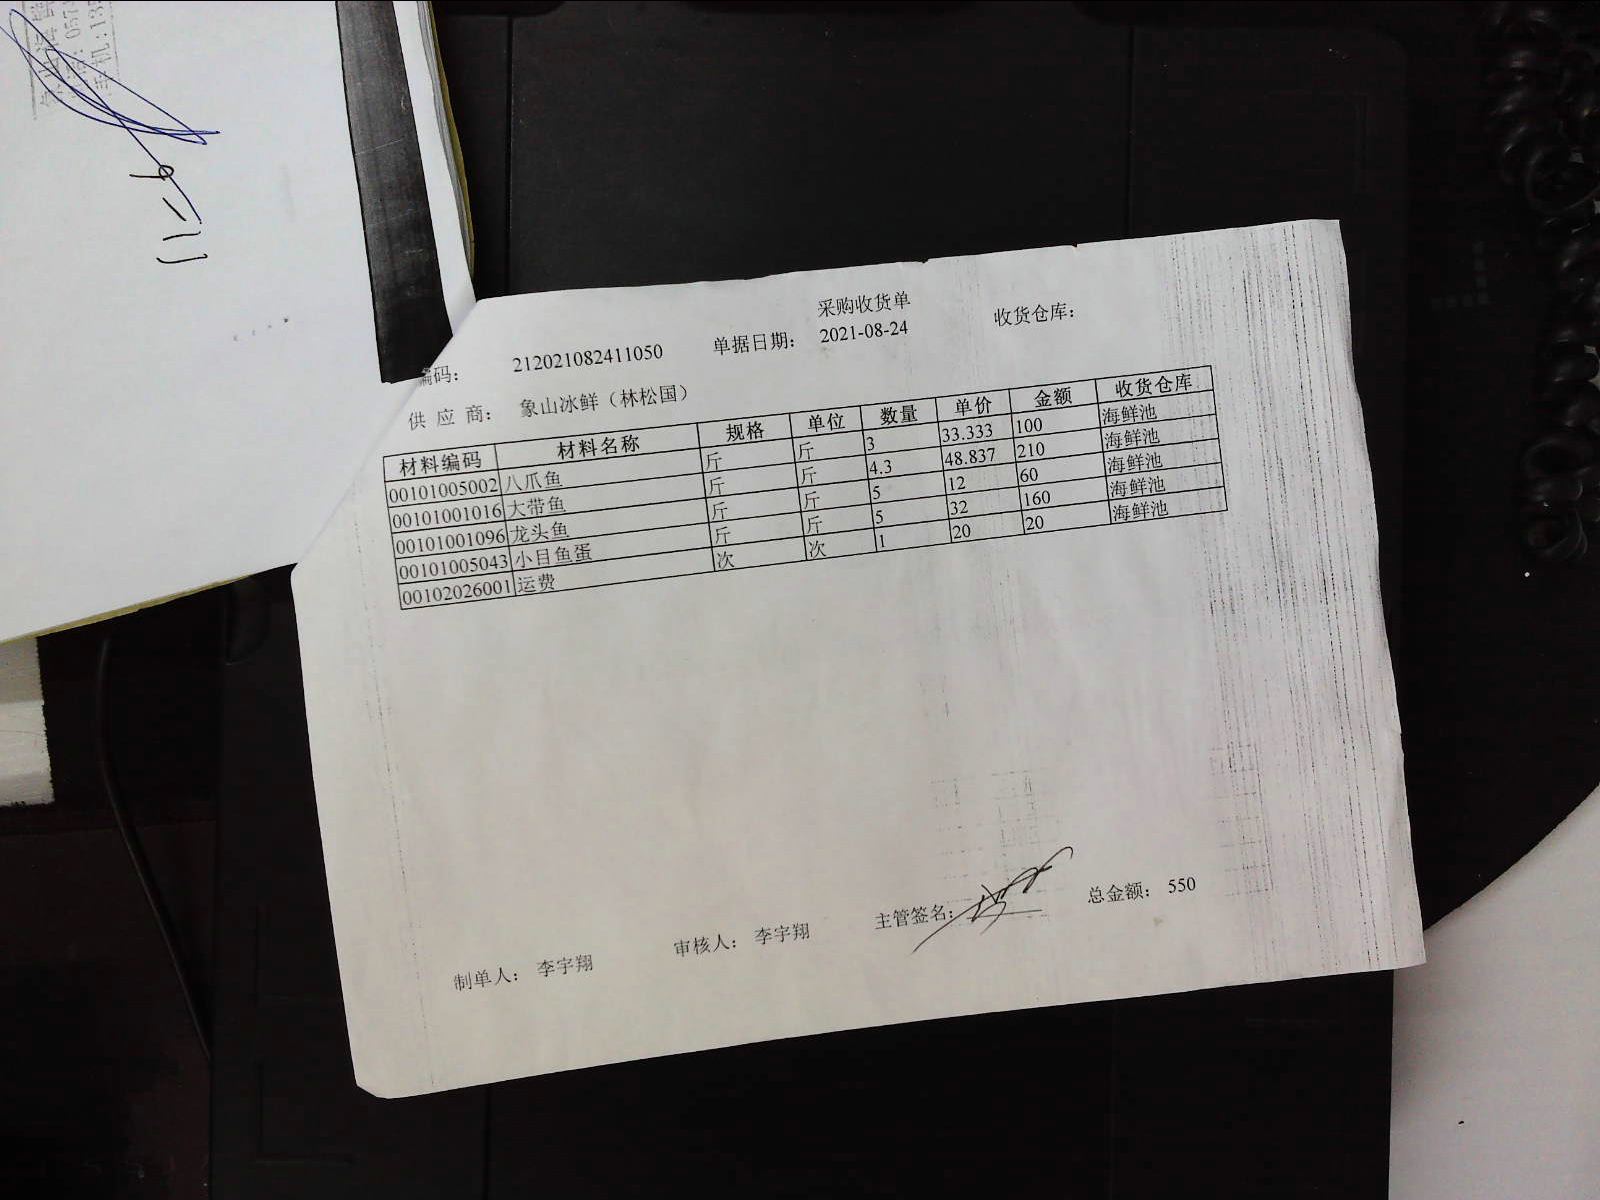 采购收货单
编码： 212021082411050 单据日期： 2021-08-24 收货仓库：
供 应 商： 象山冰鲜（林松国）
材料编码 材料名称 规格 单位 数量 单价 金额 收货仓库
00101005002 八爪鱼 斤 斤 3 33.333 100 海鲜池
00101001016 大带鱼 斤 斤 4.3 48.837 210 海鲜池
00101001096 龙头鱼 斤 斤 5 12 60 海鲜池
00101005043 小目鱼蛋 斤 斤 5 32 160 海鲜池
00102026001 运费 次 次 1 20 20 海鲜池
制单人： 李宇翔 审核人： 李宇翔 主管签名： 总金额： 550
9-11